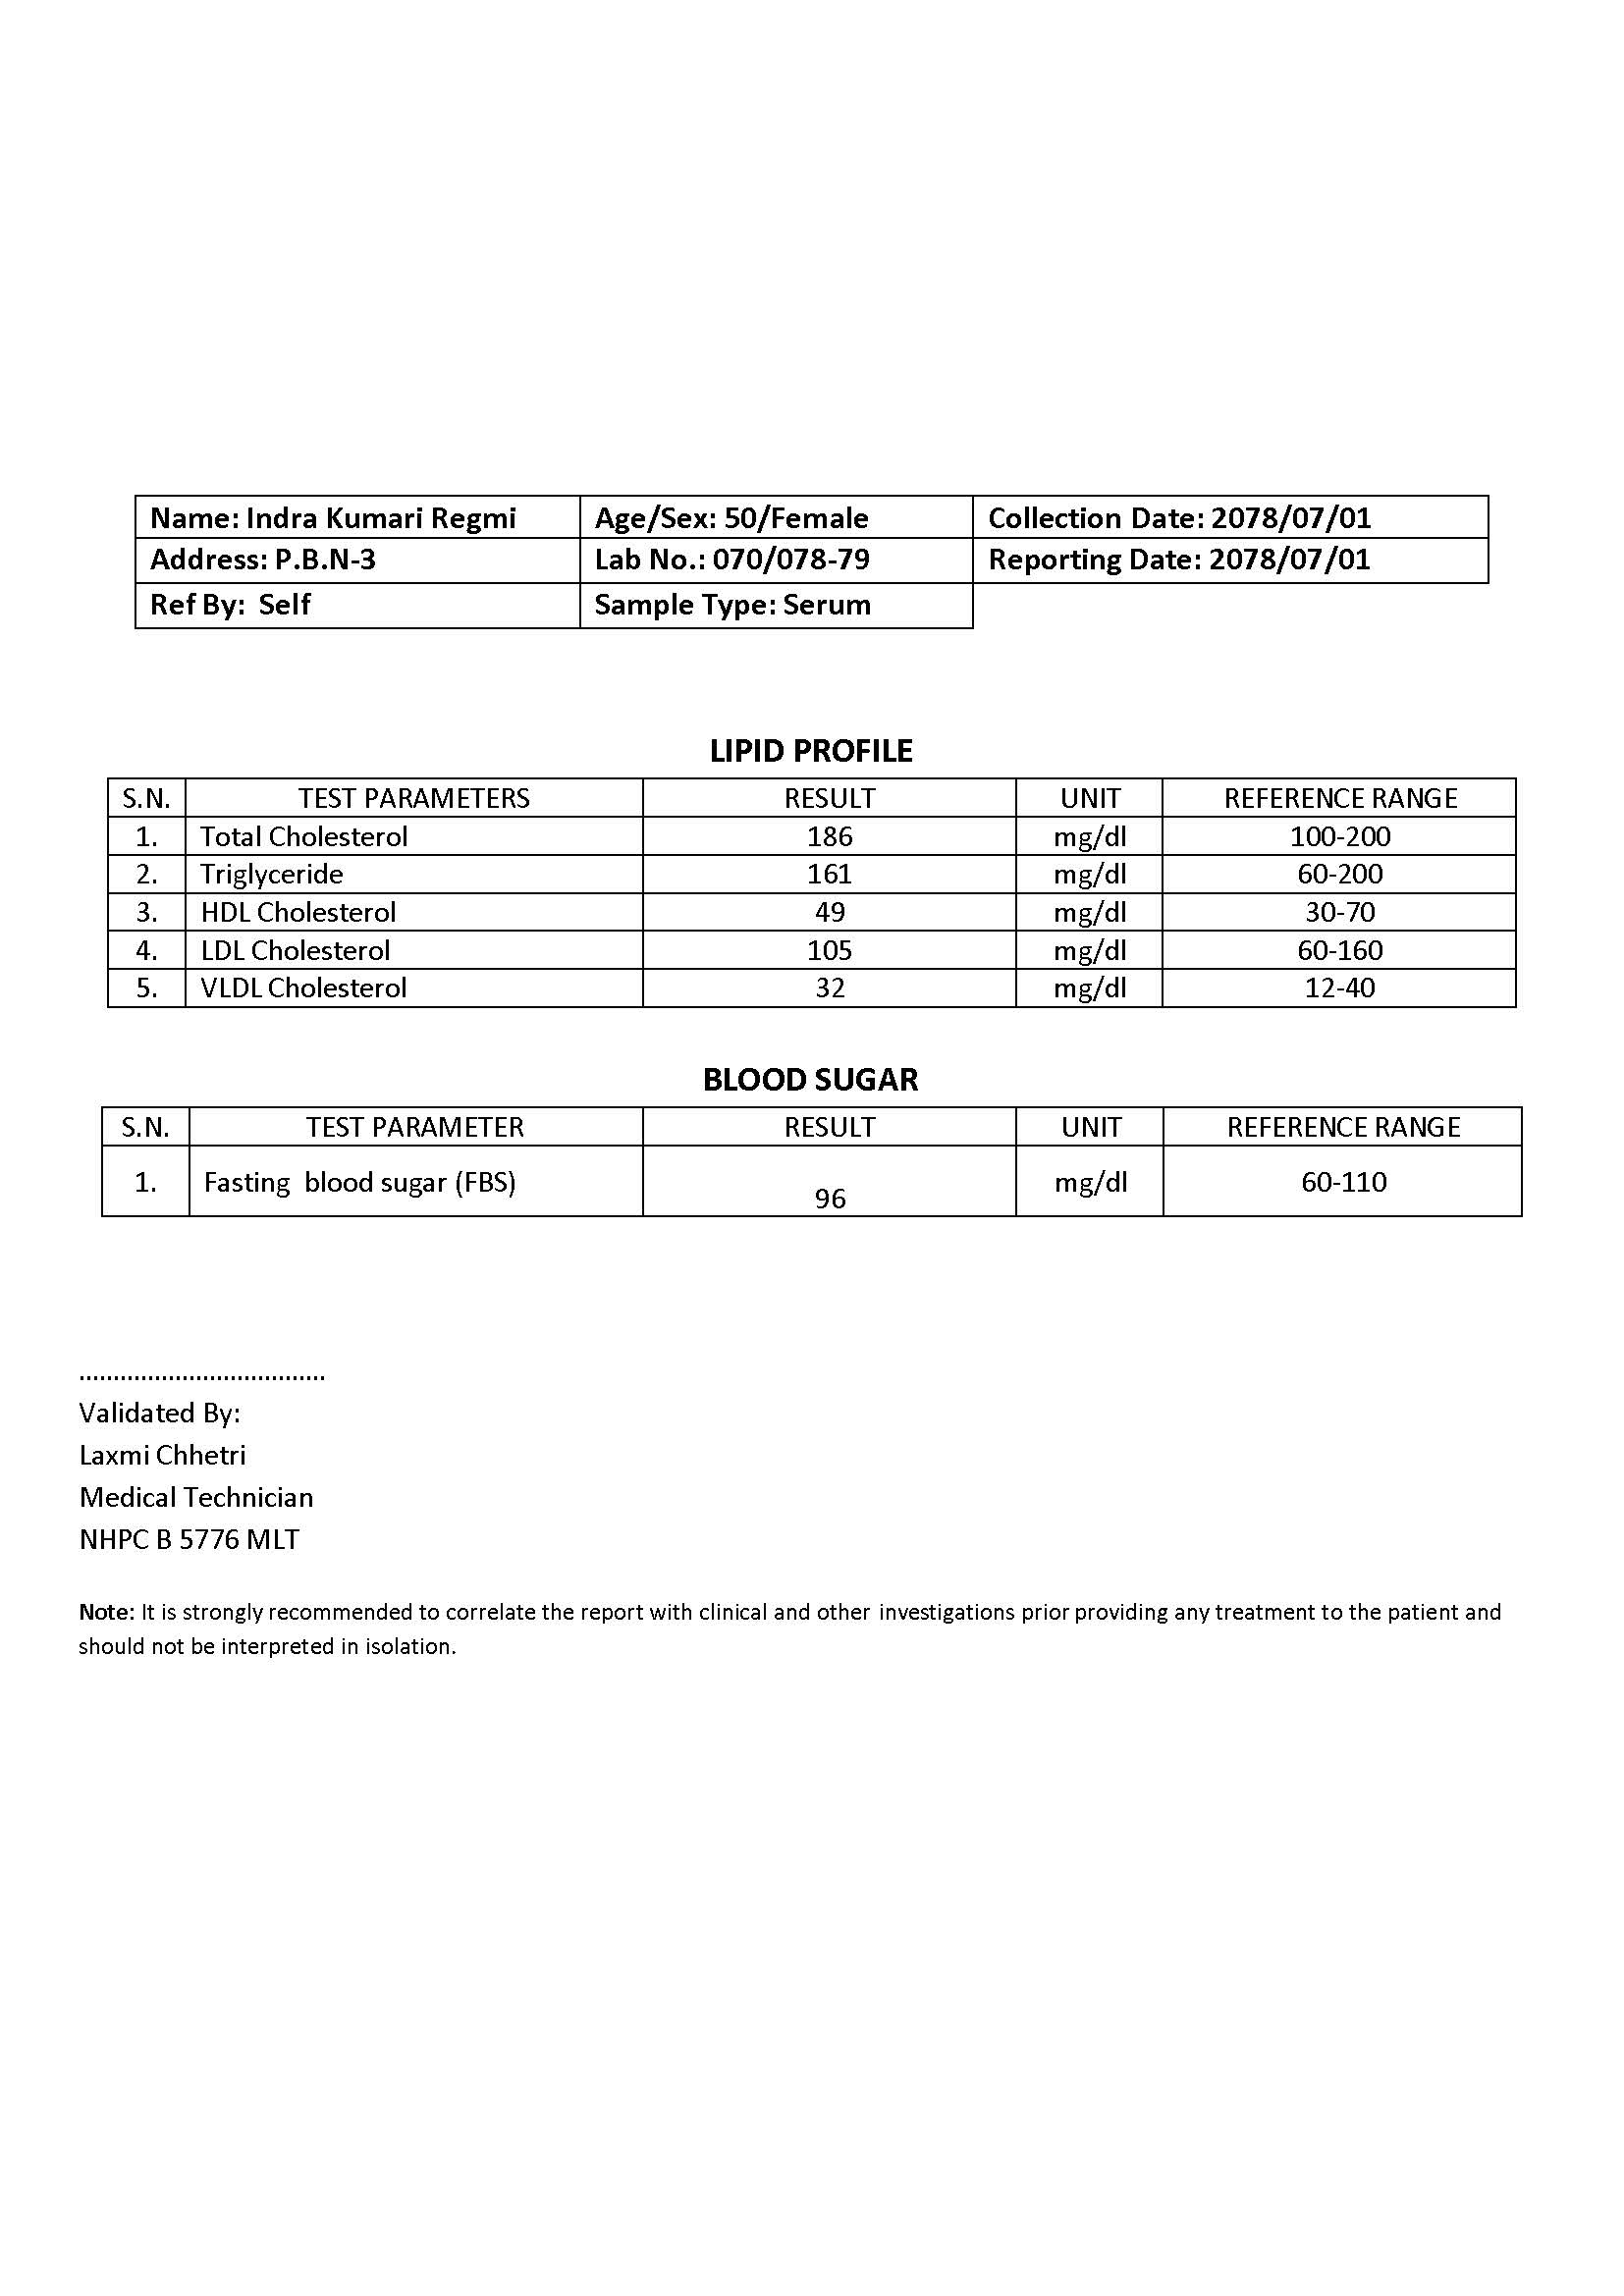 Name: Indra Kumari Regmi Age/Sex: 50/Female Collection Date: 2078/07/01
Address: P.B.N-3 Lab No.: 070/078-79 Reporting Date: 2078/07/01
Ref By: Self Sample Type: Serum
LIPID PROFILE
S.N. TEST PARAMETERS RESULT UNIT REFERENCE RANGE
1. Total Cholesterol 186 mg/dl 100-200
2. Triglyceride 161 mg/dl 60-200
3. HDL Cholesterol 49 mg/dl 30-70
4. LDL Cholesterol 105 mg/dl 60-160
5. VLDL Cholesterol 32 mg/dl 12-40
BLOOD SUGAR
S.N. TEST PARAMETER RESULT UNIT REFERENCE RANGE
1. Fasting blood sugar (FBS) 96 mg/dl 60-110
....................................
Validated By:
Laxmi Chhetri
Medical Technician
NHPC B 5776 MLT
Note: It is strongly recommended to correlate the report with clinical and other investigations prior providing any treatment to the patient and
should not be interpreted in isolation.